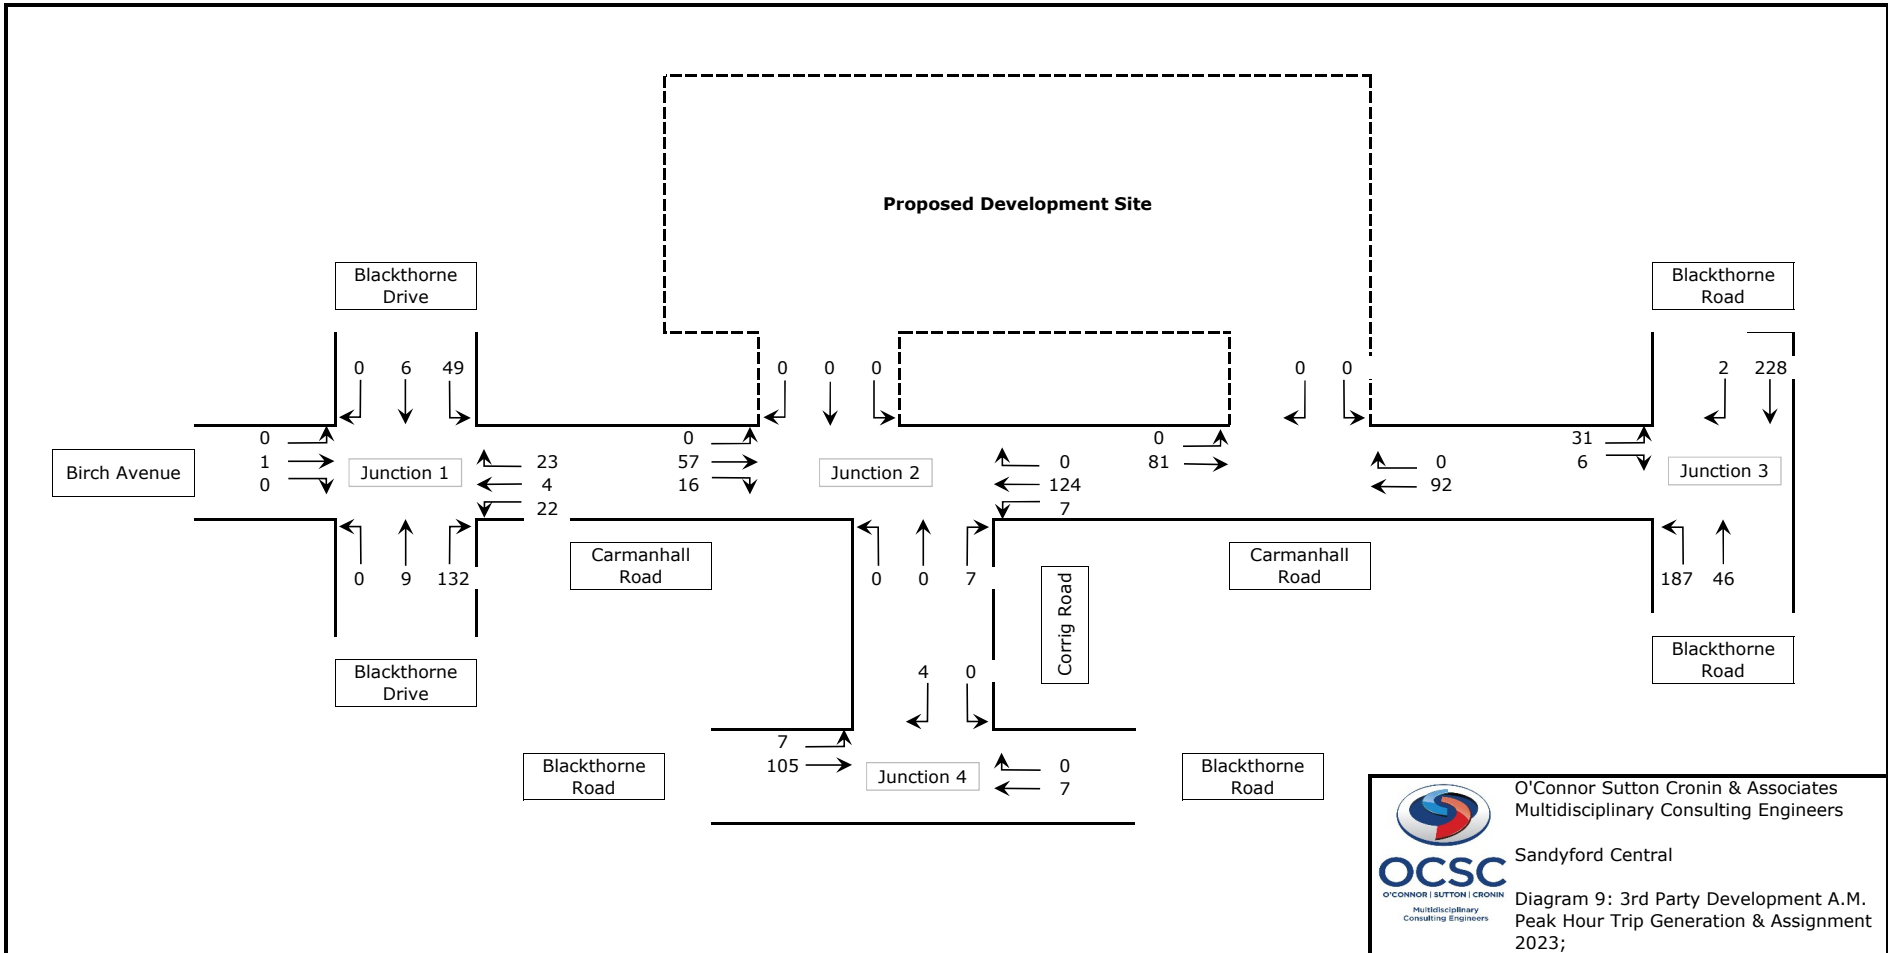 Proposed Development Site
Blackthorne
Drive
Blackthorne
Road
0 6 49
0 0 0
0 0
2 228
0
1
0
Birch Avenue
Junction 1
23
4
22
0
57
16
Junction 2
0
124
7
0
81
0
92
31
6
Junction 3
0 9 132
Carmanhall
Road
0 0 7
Corrig Road
Carmanhall
Road
187 46
Blackthorne
Drive
4 0
Blackthorne
Road
7
105
Blackthorne
Road
Junction 4
0
7
Blackthorne
Road
O'Connor Sutton Cronin & Associates
Multidisciplinary Consulting Engineers
Sandyford Central
Diagram 9: 3rd Party Development A.M.
Peak Hour Trip Generation & Assignment
2023;
OCSC
O'CONNOR | SUTTON | CRONIN
Multidisciplinary
Consulting Engineers